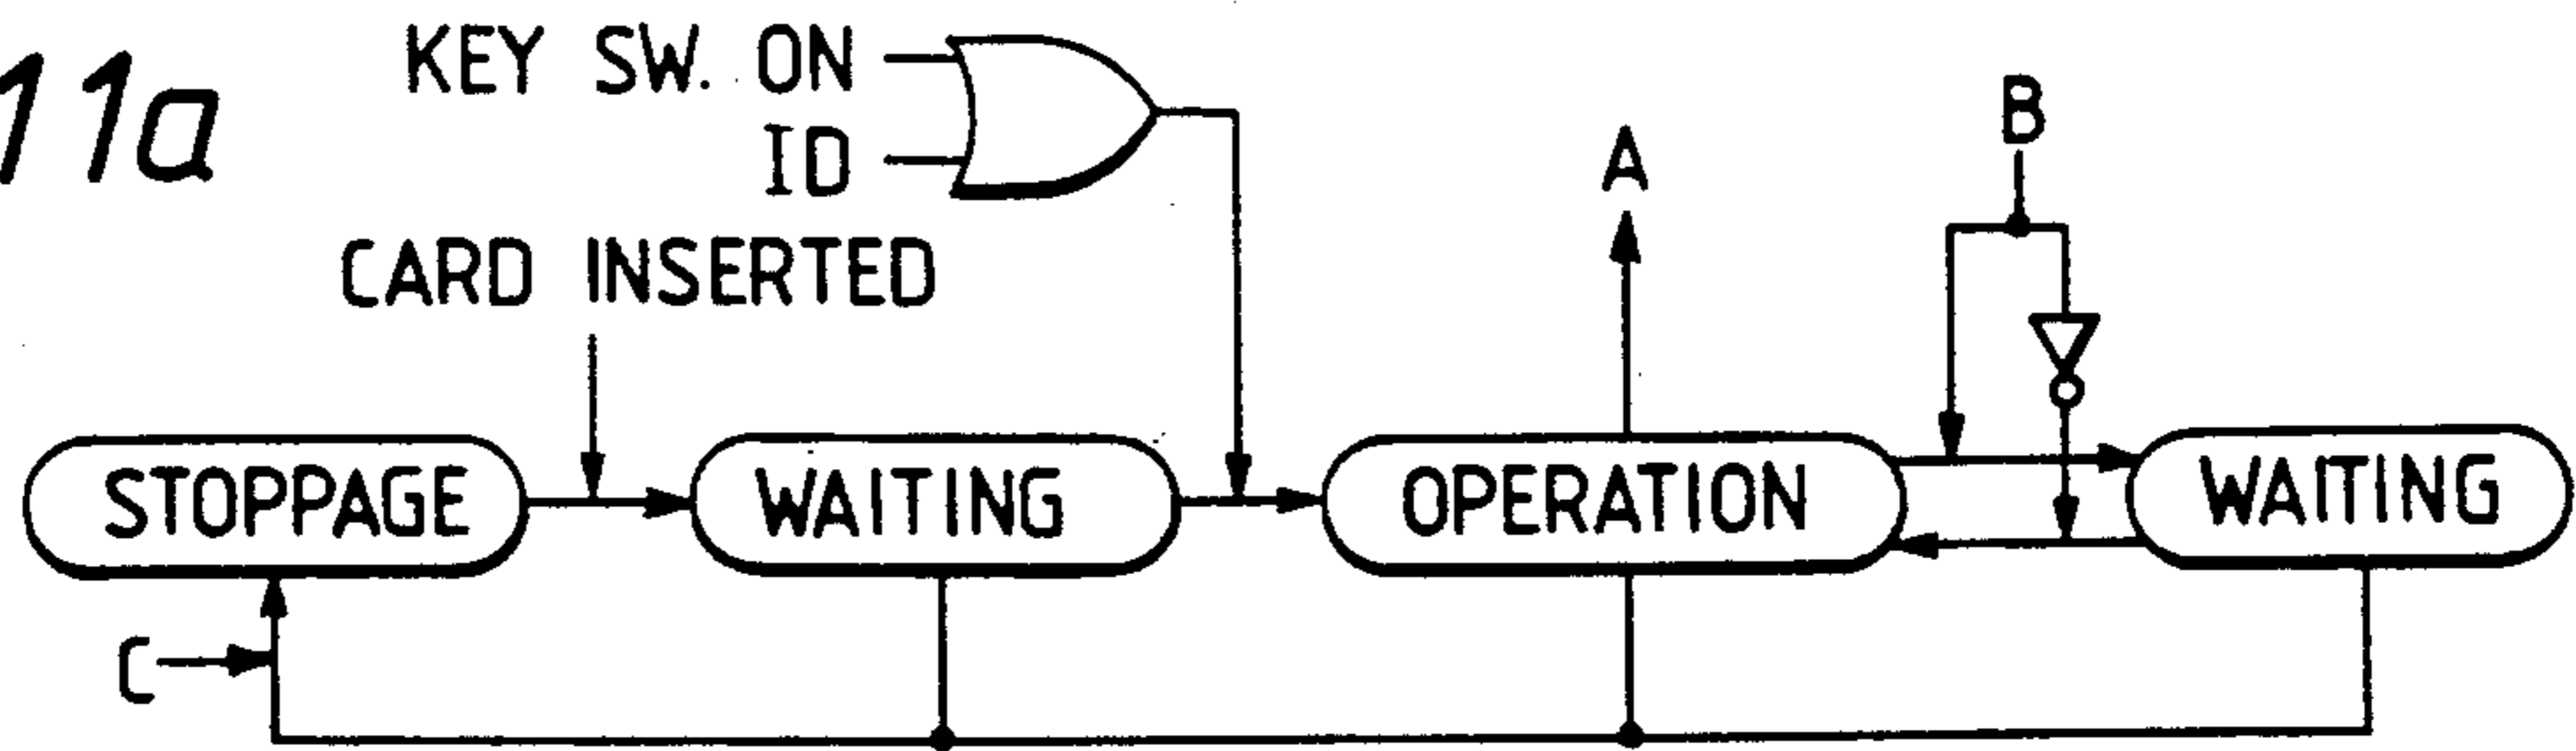 11a
KEY SW. ON
ID
CARD INSERTED
A
B
STOPPAGE
WAITING
OPERATION
WAITING
C